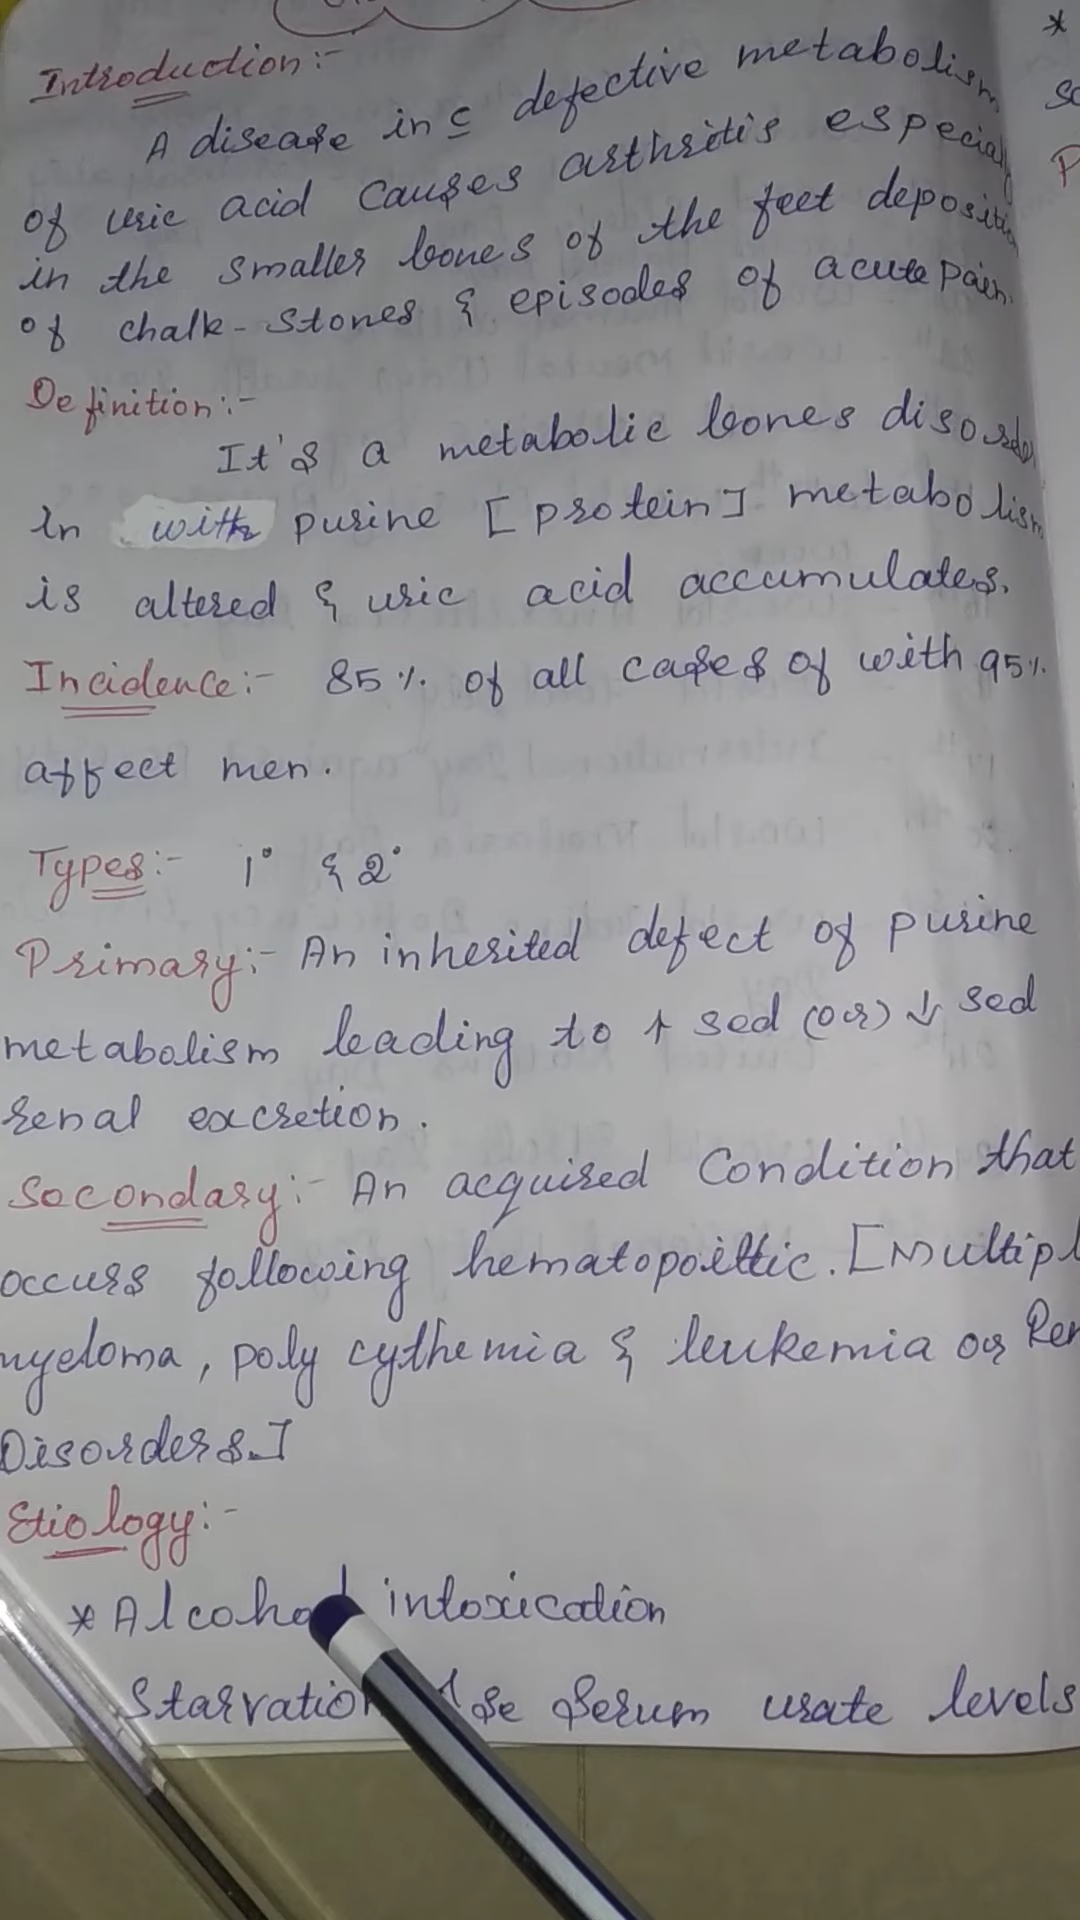 Introduction:-
A disease in c̄ defective metabolism
of uric acid causes arthritis especially
in the smaller bones of the feet deposition
of chalk-stones & episodes of acute pain.
Definition:-
It's a metabolic bones disorder
in with purine [protein] metabolism
is altered & uric acid accumulates.
Incidence:- 85% of all cases of with 95%
affect men.
Types:- 1° & 2°
Primary:- An inherited defect of purine
metabolism leading to ↑sed (or) ↓sed
renal excretion.
Secondary:- An acquired condition that
occurs following hematopoittic. [Multipl
myeloma, poly cythemia & leukemia or Ren
Disorders.]
Etiology:-
* Alcohol intoxication
Starvation ↑se serum urate levels
*
so
P